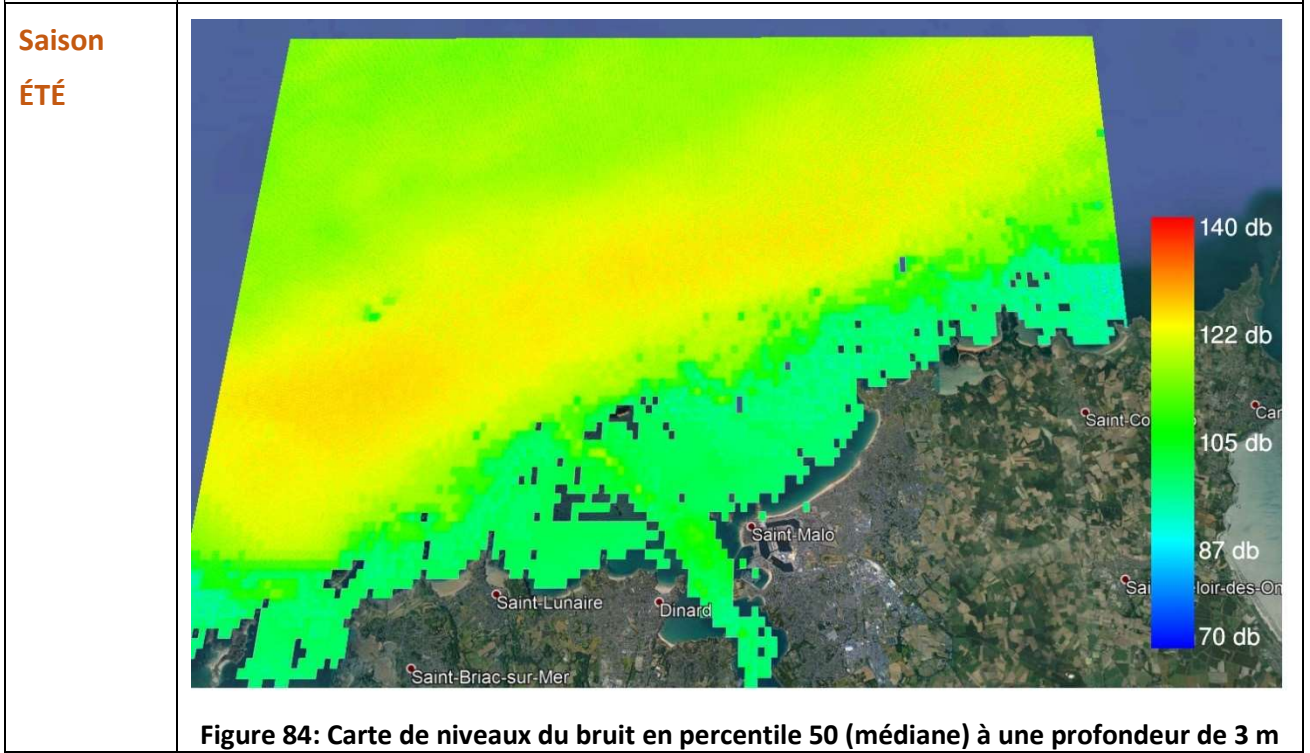 Saison
ÉTÉ
140 db
122 db
Saint-Co
Car
105 db
Saint-Malo
87 db
Sai
loir-des-On
Saint-Lunaire
Dinard
70 db
Saint-Briac-sur-Mer
Figure 84: Carte de niveaux du bruit en percentile 50 (médiane) à une profondeur de 3 m